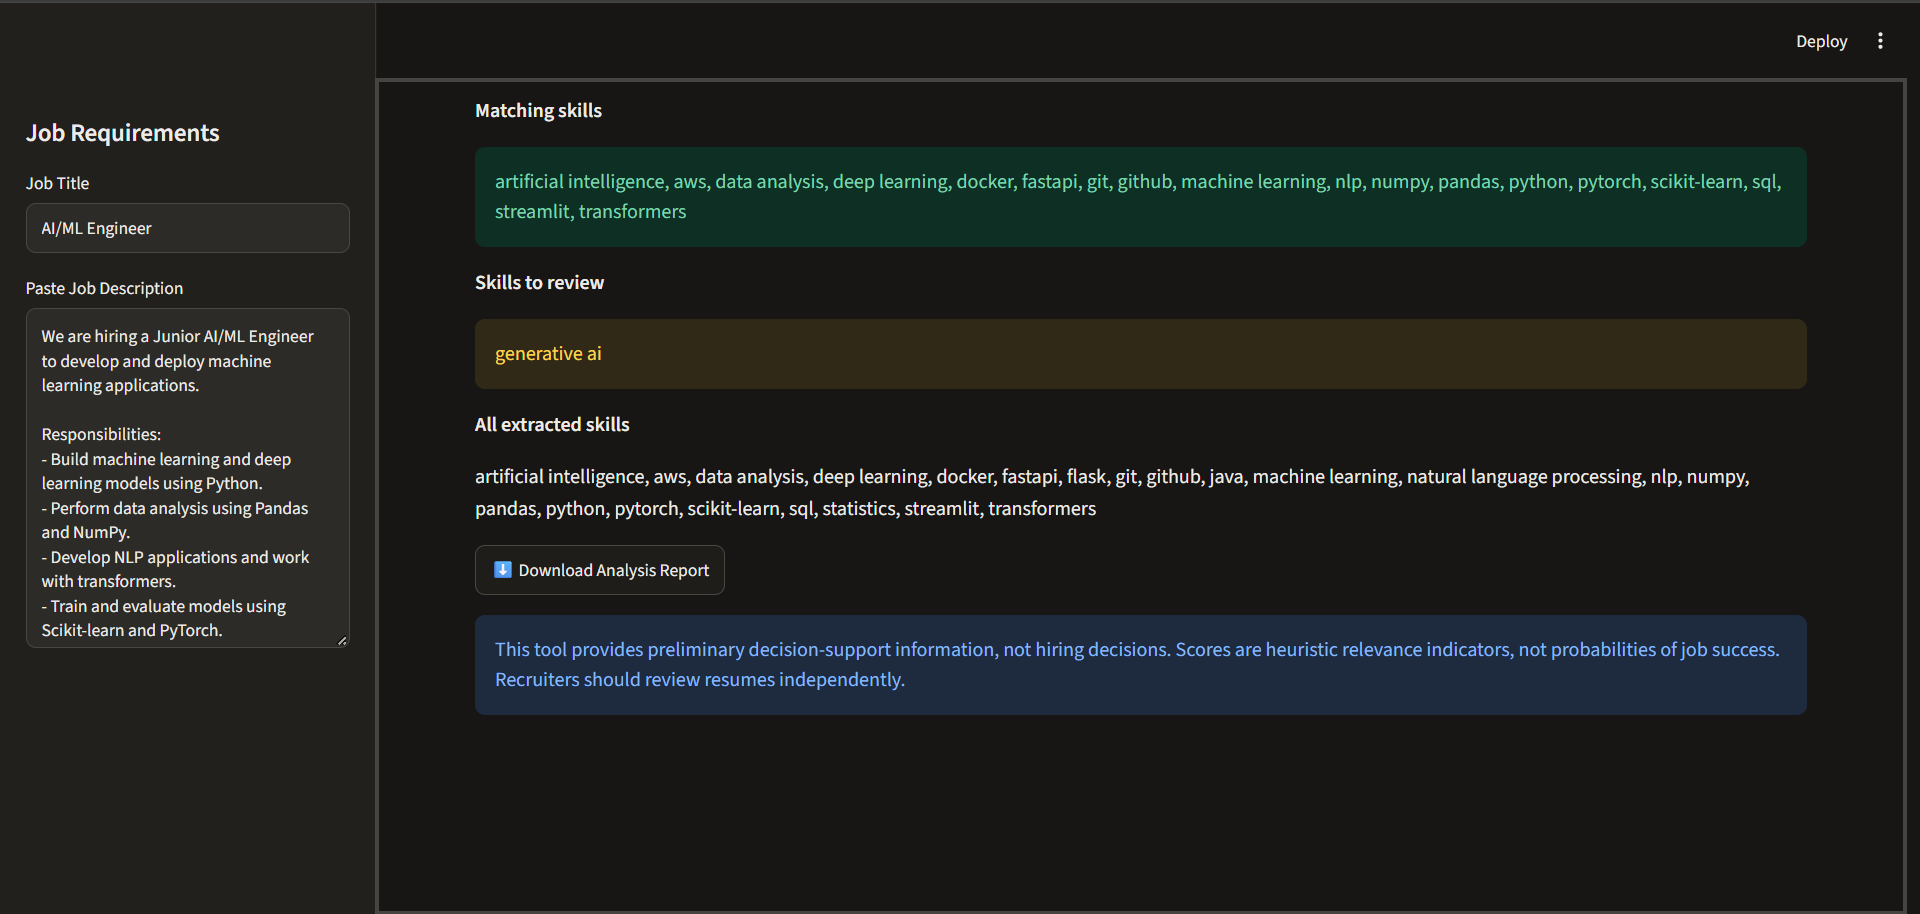 Deploy
Job Requirements
Job Title
AI/ML Engineer
Paste Job Description
We are hiring a Junior AI/ML Engineer
to develop and deploy machine
learning applications.
Responsibilities:
- Build machine learning and deep
learning models using Python.
- Perform data analysis using Pandas
and NumPy.
- Develop NLP applications and work
with transformers.
- Train and evaluate models using
Scikit-learn and PyTorch.
Matching skills
artificial intelligence, aws, data analysis, deep learning, docker, fastapi, git, github, machine learning, nlp, numpy, pandas, python, pytorch, scikit-learn, sql,
streamlit, transformers
Skills to review
generative ai
All extracted skills
artificial intelligence, aws, data analysis, deep learning, docker, fastapi, flask, git, github, java, machine learning, natural language processing, nlp, numpy,
pandas, python, pytorch, scikit-learn, sql, statistics, streamlit, transformers
Download Analysis Report
This tool provides preliminary decision-support information, not hiring decisions. Scores are heuristic relevance indicators, not probabilities of job success.
Recruiters should review resumes independently.